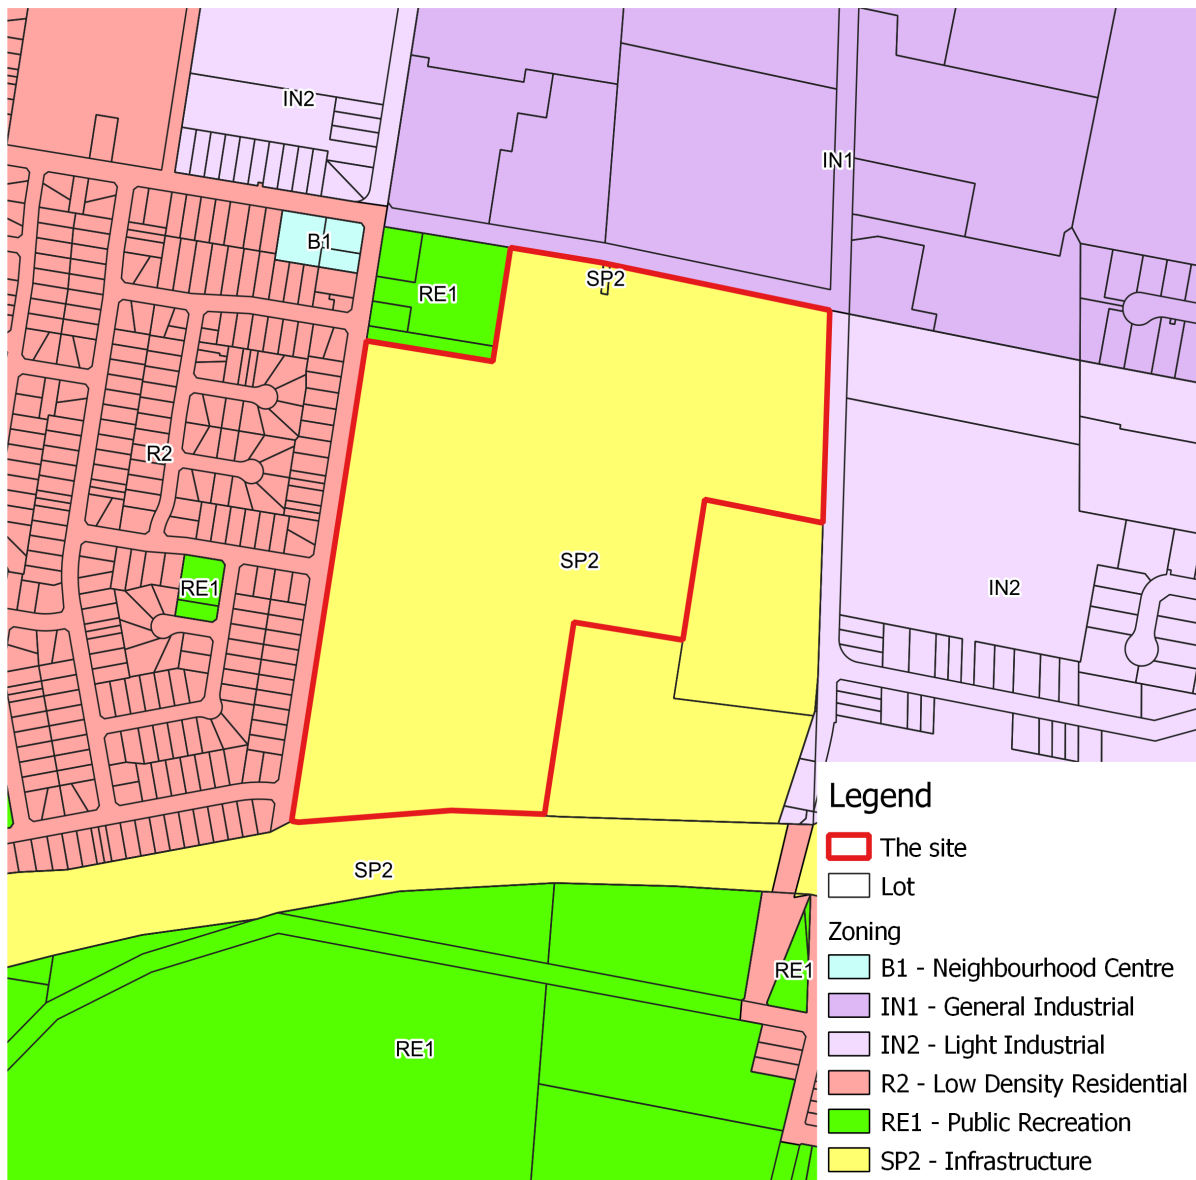 IN2
IN1
B1
SP2
RE1
R2
SP2
RE1
IN2
SP2
RE1
RE1
Legend
The site
Lot
Zoning
B1 - Neighbourhood Centre
IN1 - General Industrial
IN2 - Light Industrial
R2 - Low Density Residential
RE1 - Public Recreation
SP2 - Infrastructure